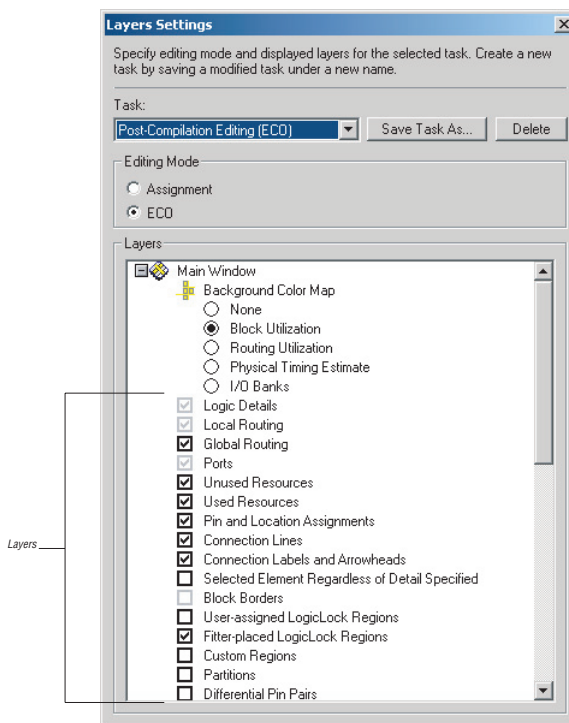 Layers Settings
Specify editing mode and displayed layers for the selected task. Create a new
task by saving a modified task under a new name.
Task:
Post-Compilation Editing (ECO)
Save Task As...
Delete
Editing Mode
Assignment
ECO
Layers
Main Window
Background Color Map
None
Block Utilization
Routing Utilization
Physical Timing Estimate
I/O Banks
Logic Details
Local Routing
Global Routing
Ports
Unused Resources
Used Resources
Pin and Location Assignments
Connection Lines
Layers
Connection Labels and Arrowheads
Selected Element Regardless of Detail Specified
Block Borders
User-assigned LogicLock Regions
Fitter-placed LogicLock Regions
Custom Regions
Partitions
Differential Pin Pairs